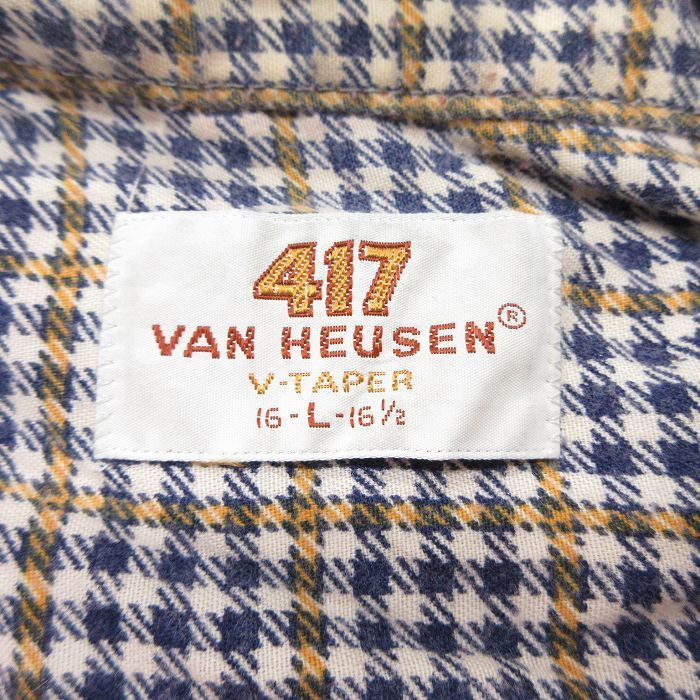 417
VAN HEUSEN®
V-TAPER
16-L-16½